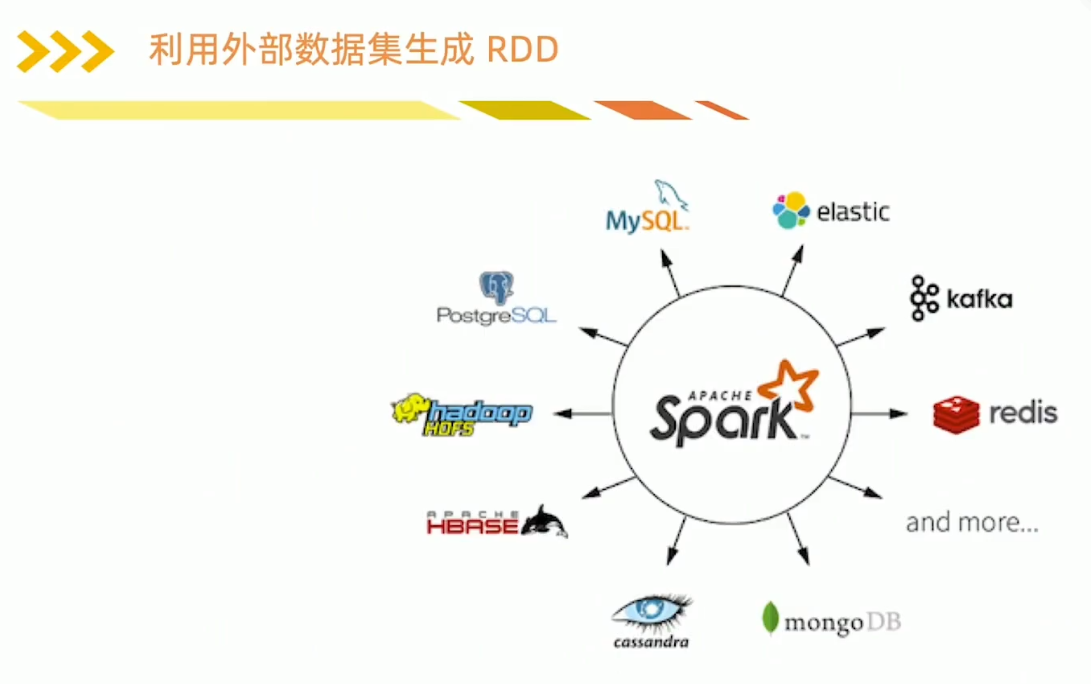 利用外部数据集生成 RDD
MySQL
elastic
PostgreSQL
kafka
APACHE
Spark™
hadoop
HDFS
redis
APACHE
HBASE
and more...
cassandra
mongoDB